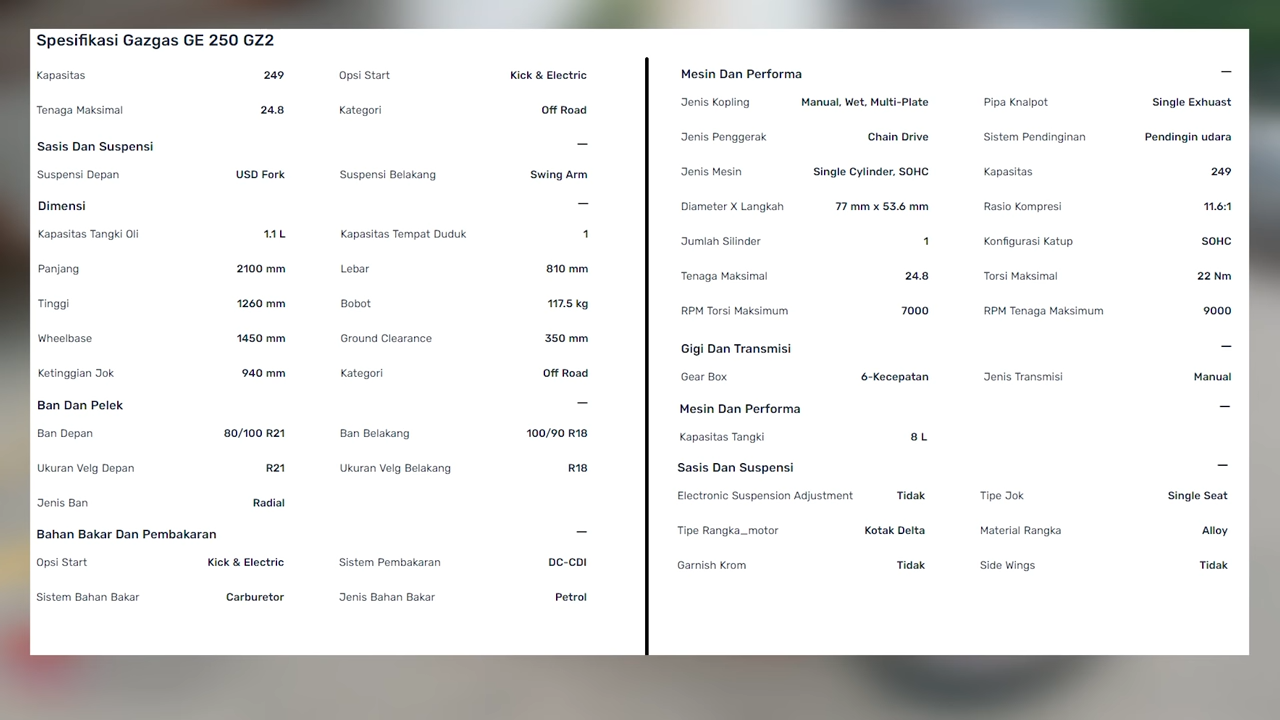 Spesifikasi Gazgas GE 250 GZ2
Kapasitas 249 Opsi Start Kick & Electric
Tenaga Maksimal 24.8 Kategori Off Road
Sasis Dan Suspensi —
Suspensi Depan USD Fork Suspensi Belakang Swing Arm
Dimensi —
Kapasitas Tangki Oli 1.1 L Kapasitas Tempat Duduk 1
Panjang 2100 mm Lebar 810 mm
Tinggi 1260 mm Bobot 117.5 kg
Wheelbase 1450 mm Ground Clearance 350 mm
Ketinggian Jok 940 mm Kategori Off Road
Ban Dan Pelek —
Ban Depan 80/100 R21 Ban Belakang 100/90 R18
Ukuran Velg Depan R21 Ukuran Velg Belakang R18
Jenis Ban Radial
Bahan Bakar Dan Pembakaran —
Opsi Start Kick & Electric Sistem Pembakaran DC-CDI
Sistem Bahan Bakar Carburetor Jenis Bahan Bakar Petrol
Mesin Dan Performa —
Jenis Kopling Manual, Wet, Multi-Plate Pipa Knalpot Single Exhuast
Jenis Penggerak Chain Drive Sistem Pendinginan Pendingin udara
Jenis Mesin Single Cylinder, SOHC Kapasitas 249
Diameter X Langkah 77 mm x 53.6 mm Rasio Kompresi 11.6:1
Jumlah Silinder 1 Konfigurasi Katup SOHC
Tenaga Maksimal 24.8 Torsi Maksimal 22 Nm
RPM Torsi Maksimum 7000 RPM Tenaga Maksimum 9000
Gigi Dan Transmisi —
Gear Box 6-Kecepatan Jenis Transmisi Manual
Mesin Dan Performa —
Kapasitas Tangki 8 L
Sasis Dan Suspensi —
Electronic Suspension Adjustment Tidak Tipe Jok Single Seat
Tipe Rangka_motor Kotak Delta Material Rangka Alloy
Garnish Krom Tidak Side Wings Tidak